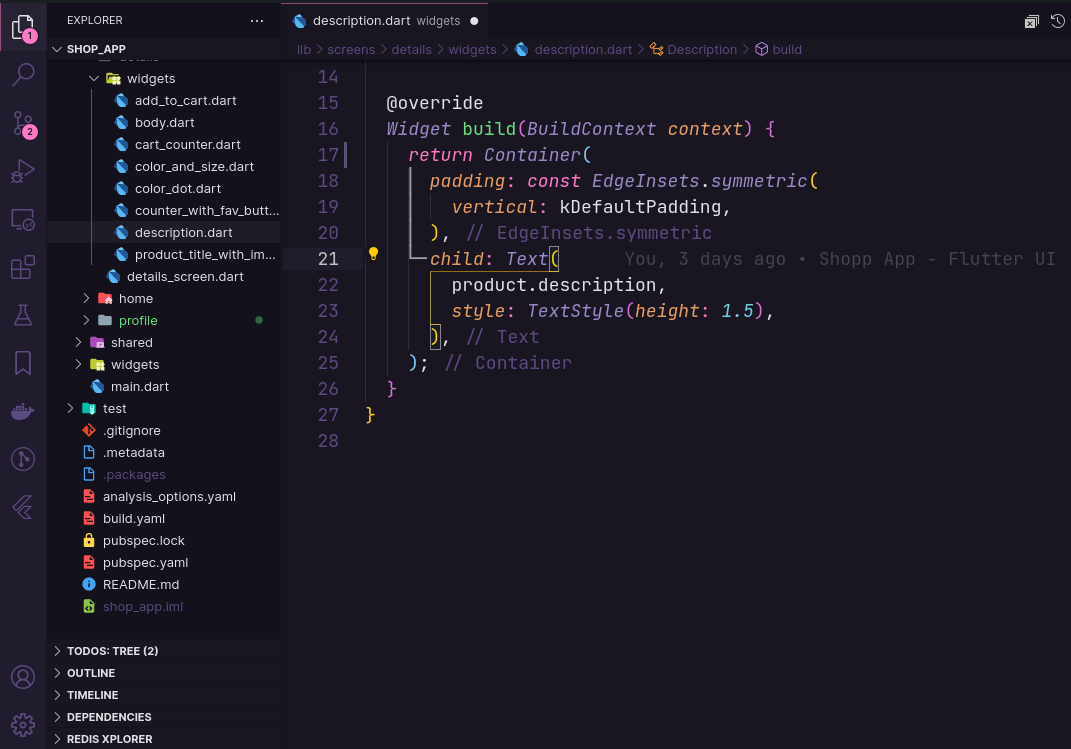 EXPLORER
SHOP_APP
details
widgets
add_to_cart.dart
body.dart
cart_counter.dart
color_and_size.dart
color_dot.dart
counter_with_fav_butt...
description.dart
product_title_with_im...
details_screen.dart
home
profile
shared
widgets
main.dart
test
.gitignore
.metadata
.packages
analysis_options.yaml
build.yaml
pubspec.lock
pubspec.yaml
README.md
shop_app.iml
TODOS: TREE (2)
OUTLINE
TIMELINE
DEPENDENCIES
REDIS XPLORER
1
2
description.dart widgets
lib > screens > details > widgets > description.dart > Description > build
14
15 @override
16 Widget build(BuildContext context) {
17 return Container(
18 padding: const EdgeInsets.symmetric(
19 vertical: kDefaultPadding,
20 ), // EdgeInsets.symmetric
21 child: Text( You, 3 days ago • Shopp App - Flutter UI
22 product.description,
23 style: TextStyle(height: 1.5),
24 ), // Text
25 ); // Container
26 }
27 }
28